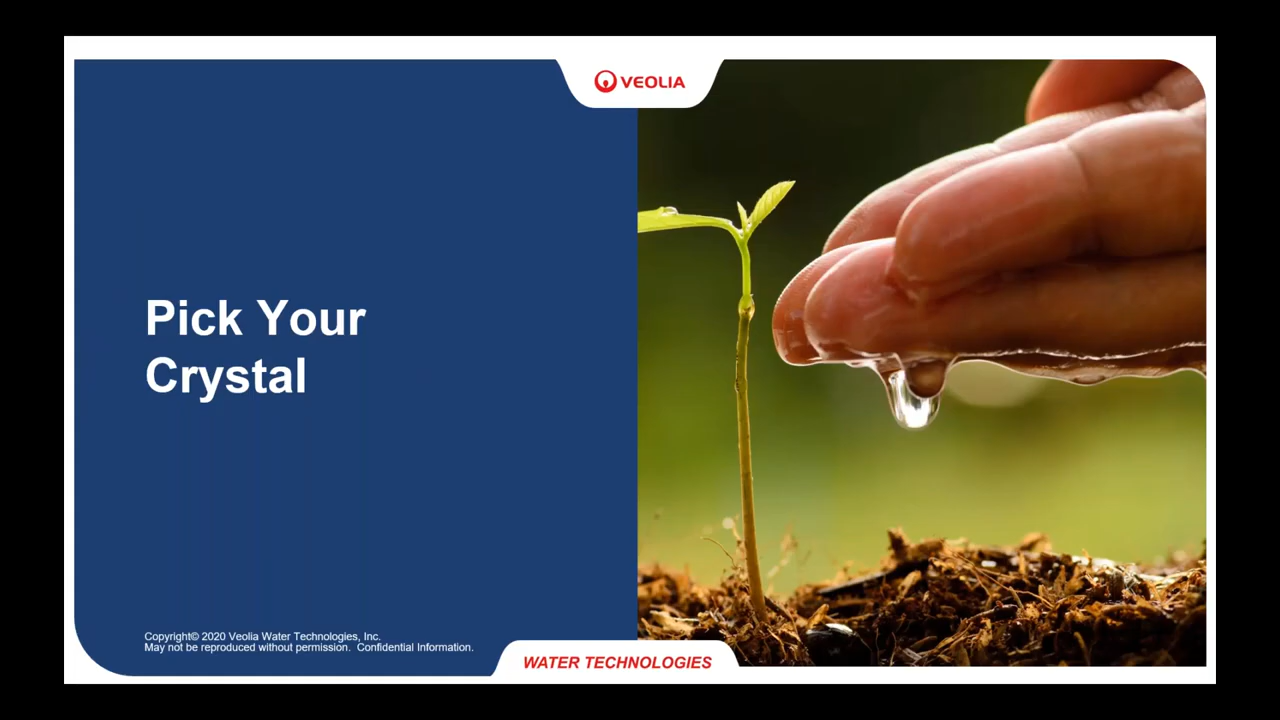 VEOLIA
Pick Your
Crystal
Copyright© 2020 Veolia Water Technologies, Inc.
May not be reproduced without permission. Confidential Information.
WATER TECHNOLOGIES